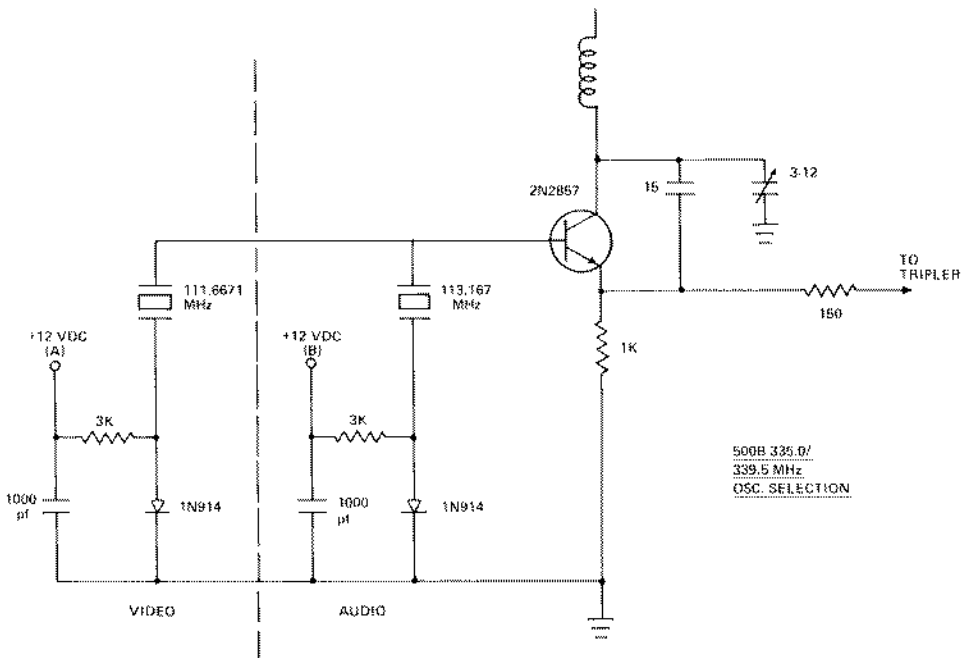 2N2857
15
3-12
TO
TRIPLER
150
1K
111.6671
MHz
113.167
MHz
+12 VDC
(A)
+12 VDC
(B)
3K
3K
1000
pf
1N914
1000
pf
1N914
VIDEO
AUDIO
500B 335.0/
339.5 MHz
OSC. SELECTION